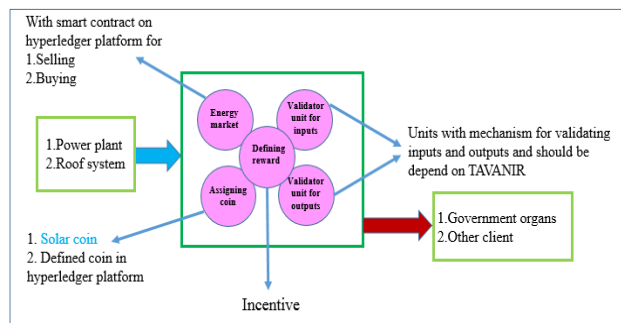 With smart contract on
hyperledger platform for
1.Selling
2.Buying
Energy
market
Validator
unit for
inputs
Defining
reward
Assigning
coin
Validator
unit for
outputs
1.Power plant
2.Roof system
Units with mechanism for validating
inputs and outputs and should be
depend on TAVANIR
1. Solar coin
2. Defined coin in
hyperledger platform
1.Government organs
2.Other client
Incentive